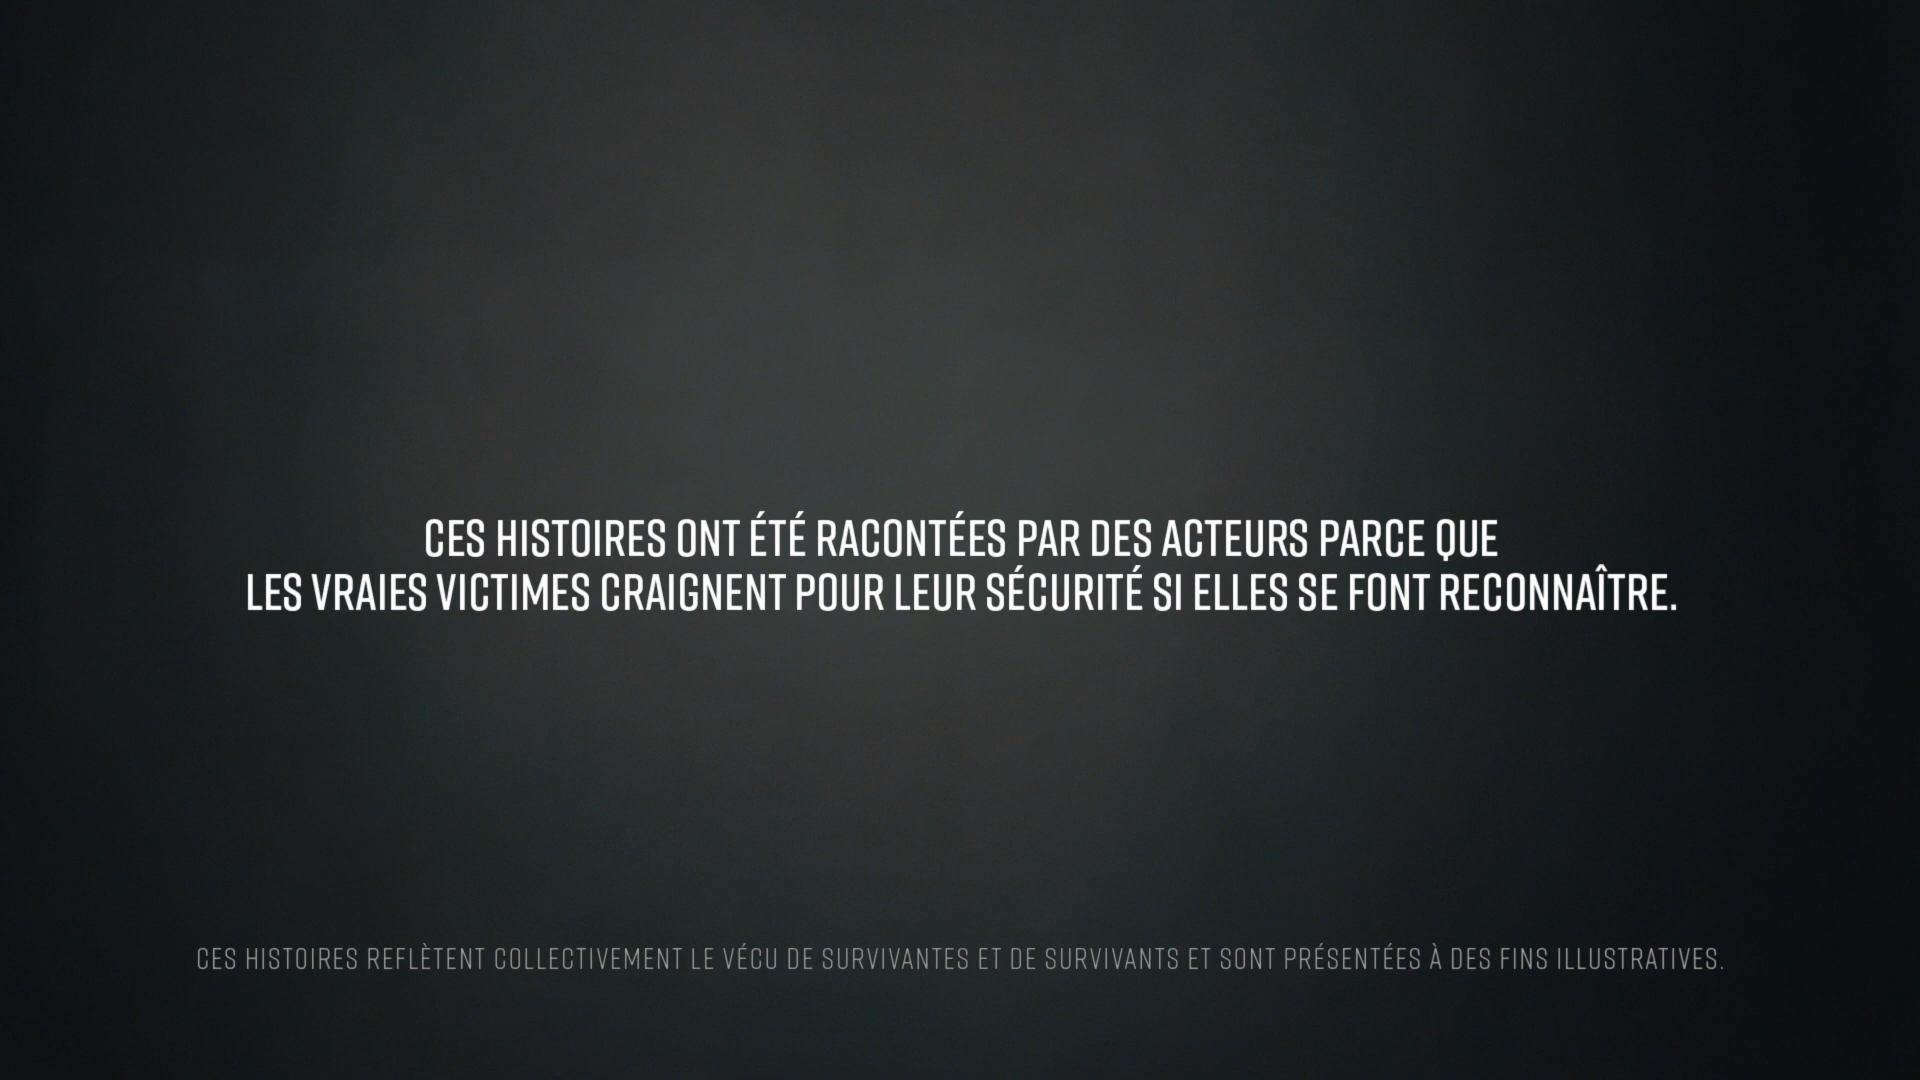 CES HISTOIRES ONT ÉTÉ RACONTÉES PAR DES ACTEURS PARCE QUE
LES VRAIES VICTIMES CRAIGNENT POUR LEUR SÉCURITÉ SI ELLES SE FONT RECONNAÎTRE.
CES HISTOIRES REFLÈTENT COLLECTIVEMENT LE VÉCU DE SURVIVANTES ET DE SURVIVANTS ET SONT PRÉSENTÉES À DES FINS ILLUSTRATIVES.